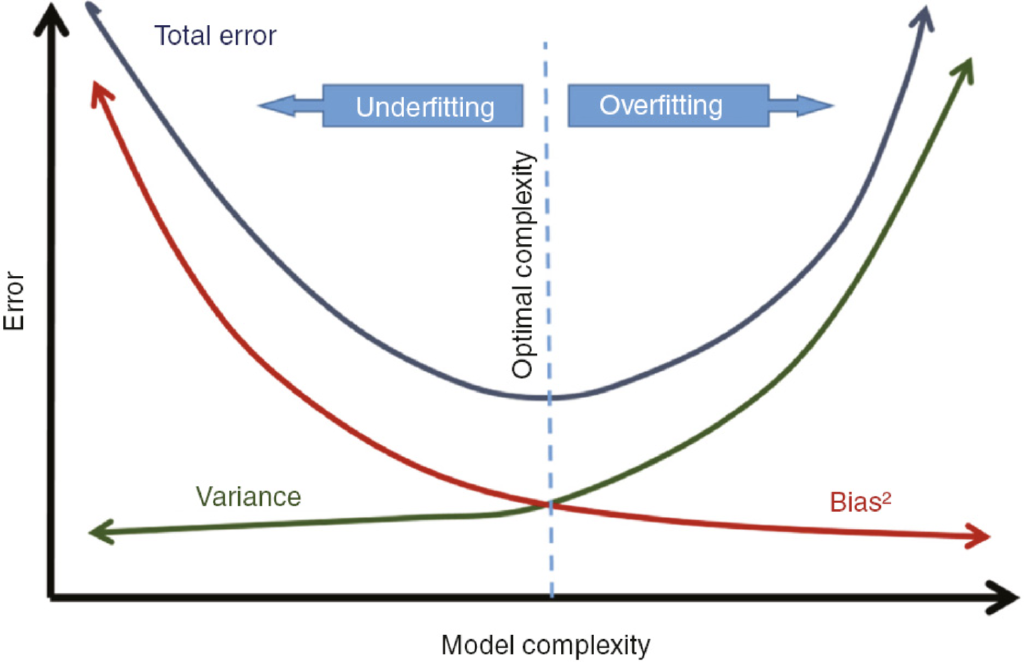 Total error
Underfitting
Overfitting
Optimal complexity
Error
Variance
Bias²
Model complexity